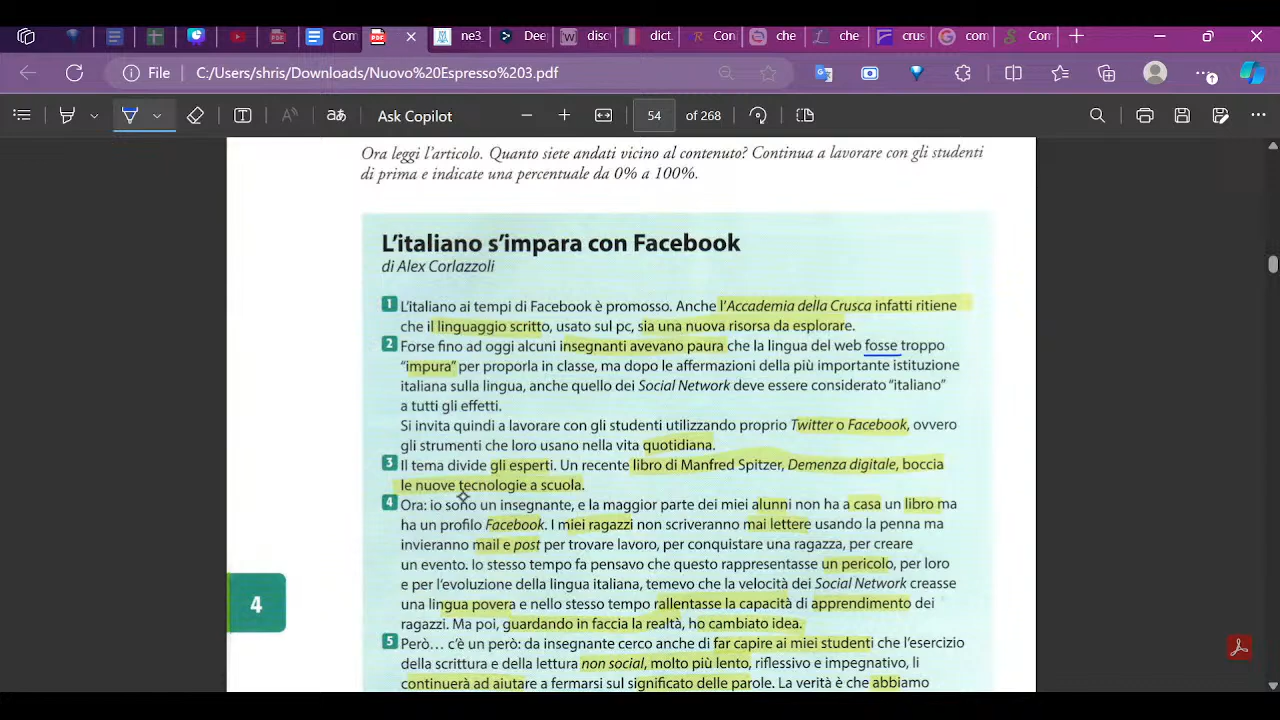 Com
ne3
Dee
disc
dict.
Con
che
che
crus
com
Com
File
C:/Users/shris/Downloads/Nuovo%20Espresso%203.pdf
Ask Copilot
54 of 268
Ora leggi l'articolo. Quanto siete andati vicino al contenuto? Continua a lavorare con gli studenti
di prima e indicate una percentuale da 0% a 100%.
L'italiano s'impara con Facebook
di Alex Corlazzoli
1 L'italiano ai tempi di Facebook è promosso. Anche l'Accademia della Crusca infatti ritiene
che il linguaggio scritto, usato sul pc, sia una nuova risorsa da esplorare.
2 Forse fino ad oggi alcuni insegnanti avevano paura che la lingua del web fosse troppo
"impura" per proporla in classe, ma dopo le affermazioni della più importante istituzione
italiana sulla lingua, anche quello dei Social Network deve essere considerato "italiano"
a tutti gli effetti.
Si invita quindi a lavorare con gli studenti utilizzando proprio Twitter o Facebook, ovvero
gli strumenti che loro usano nella vita quotidiana.
3 Il tema divide gli esperti. Un recente libro di Manfred Spitzer, Demenza digitale, boccia
le nuove tecnologie a scuola.
4 Ora: io sono un insegnante, e la maggior parte dei miei alunni non ha a casa un libro ma
ha un profilo Facebook. I miei ragazzi non scriveranno mai lettere usando la penna ma
invieranno mail e post per trovare lavoro, per conquistare una ragazza, per creare
un evento. Io stesso tempo fa pensavo che questo rappresentasse un pericolo, per loro
e per l'evoluzione della lingua italiana, temevo che la velocità dei Social Network creasse
una lingua povera e nello stesso tempo rallentasse la capacità di apprendimento dei
ragazzi. Ma poi, guardando in faccia la realtà, ho cambiato idea.
4
5 Però... c'è un però: da insegnante cerco anche di far capire ai miei studenti che l'esercizio
della scrittura e della lettura non social, molto più lento, riflessivo e impegnativo, li
continuerà ad aiutare a fermarsi sul significato delle parole. La verità è che abbiamo